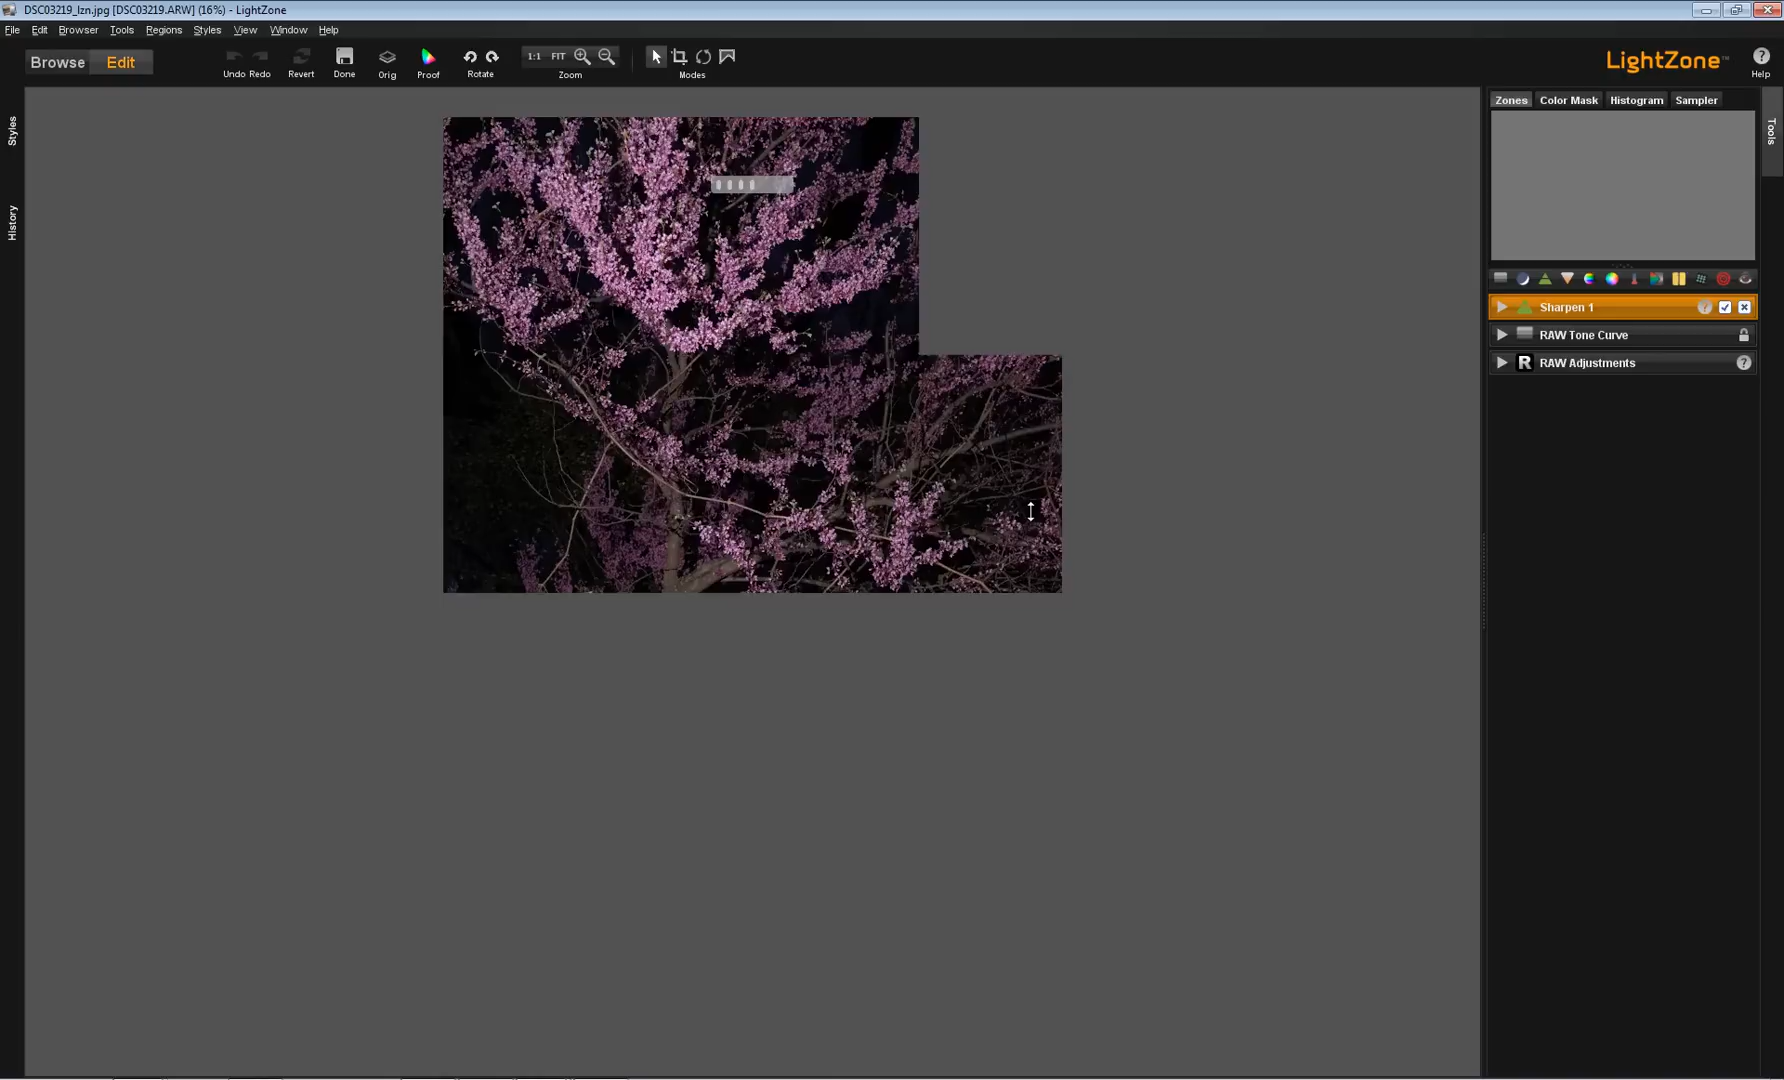 DSC03219_lzn.jpg [DSC03219.ARW] (16%) - LightZone
File Edit Browser Tools Regions Styles View Window Help
Browse Edit
Undo Redo Revert Done Orig Proof Rotate 1:1 FIT Zoom Modes LightZone™ ? Help
Styles
History
Zones Color Mask Histogram Sampler
Tools
Sharpen 1 ?
RAW Tone Curve
R RAW Adjustments ?